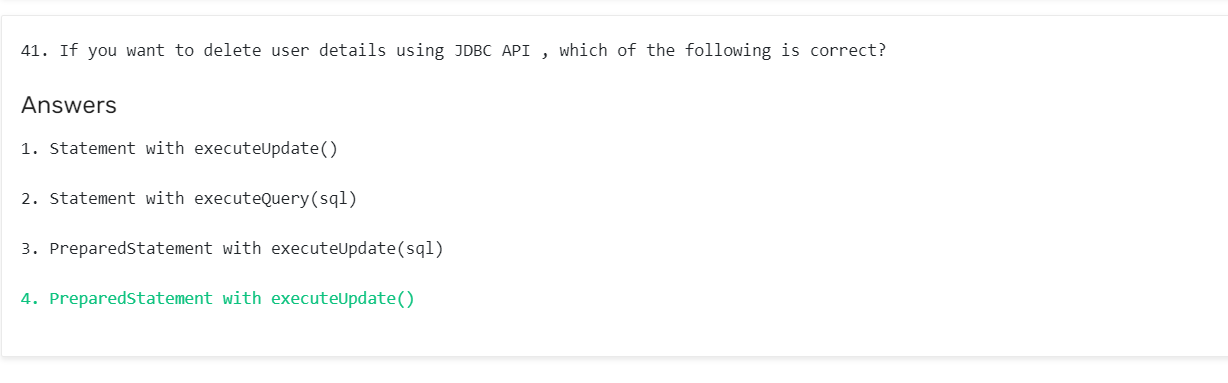 41. If you want to delete user details using JDBC API , which of the following is correct?
Answers
1. Statement with executeUpdate()
2. Statement with executeQuery(sql)
3. PreparedStatement with executeUpdate(sql)
4. PreparedStatement with executeUpdate()